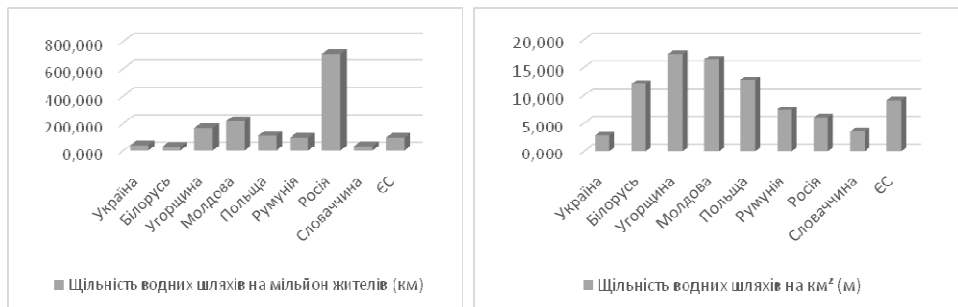 800,000
600,000
400,000
200,000
0,000
Україна
Білорусь
Угорщина
Молдова
Польща
Румунія
Росія
Словаччина
ЄС
Щільність водних шляхів на мільйон жителів (км)
20,000
15,000
10,000
5,000
0,000
Україна
Білорусь
Угорщина
Молдова
Польща
Румунія
Росія
Словаччина
ЄС
Щільність водних шляхів на км² (м)